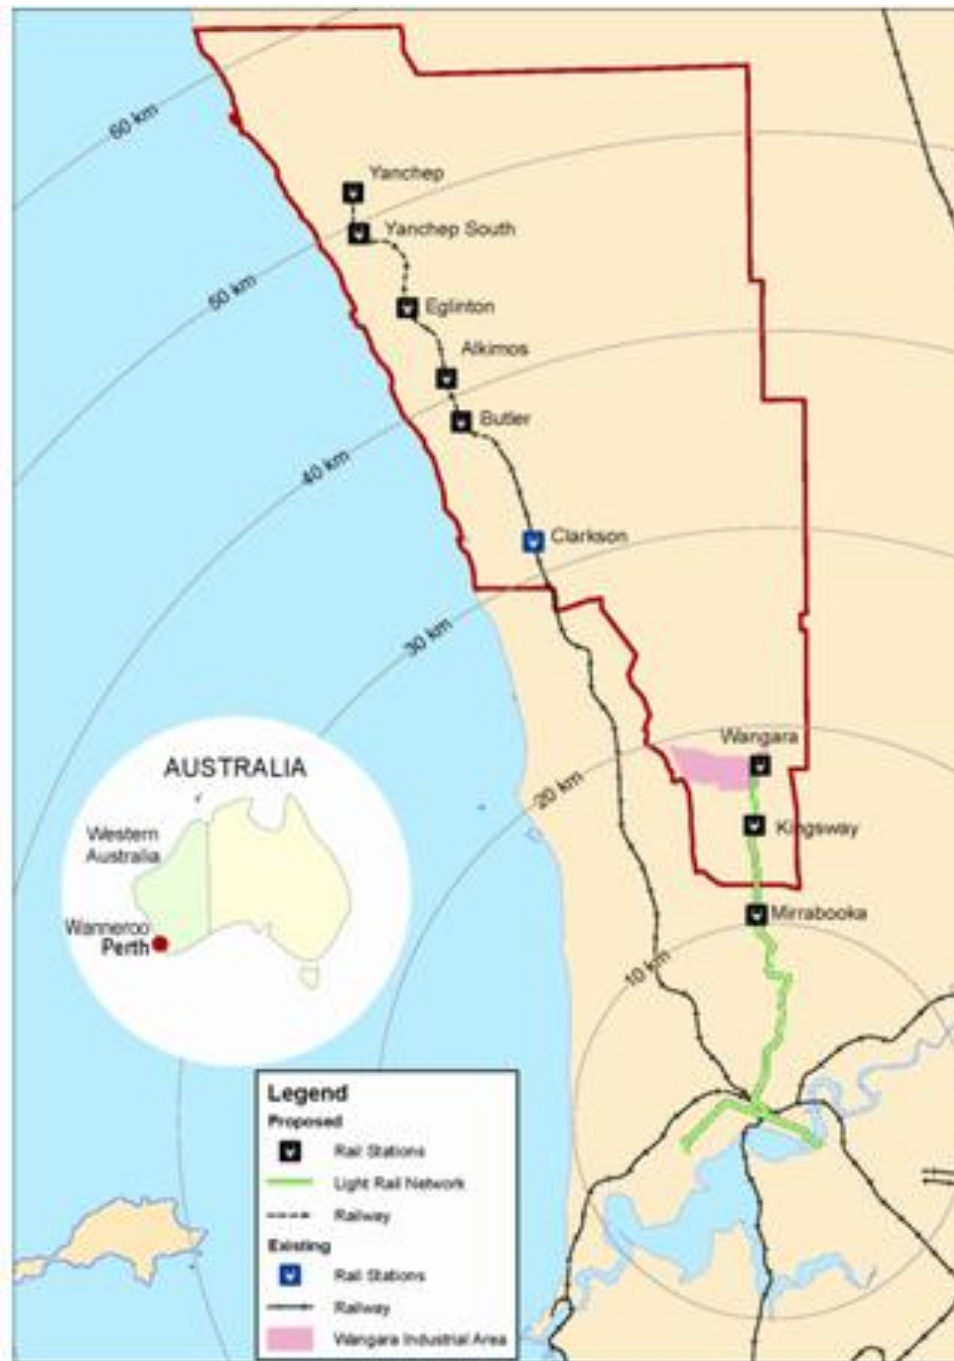 60 km
Yanchep
Yanchep South
50 km
Eglinton
Alkimos
Butler
40 km
Clarkson
30 km
Wangara
20 km
Kingsway
Mirrabooka
10 km
AUSTRALIA
Western
Australia
Wanneroo
Perth
Legend
Proposed
Rail Stations
Light Rail Network
Railway
Existing
Rail Stations
Railway
Wangara Industrial Area